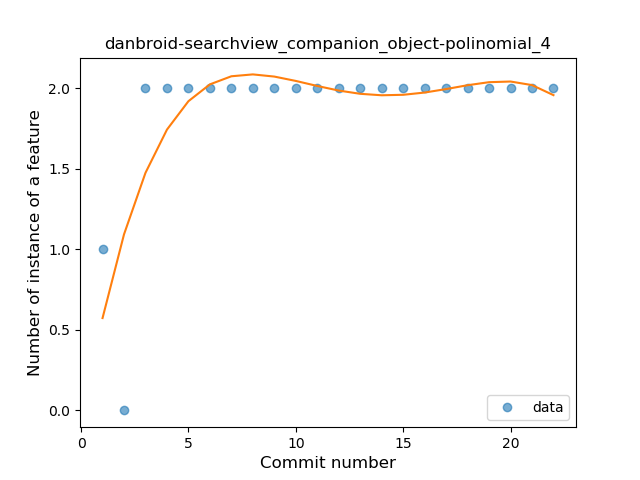 danbroid-searchview_companion_object-polinomial_4
Number of instance of a feature
2.0
1.5
1.0
0.5
0.0
0 5 10 15 20
Commit number
data